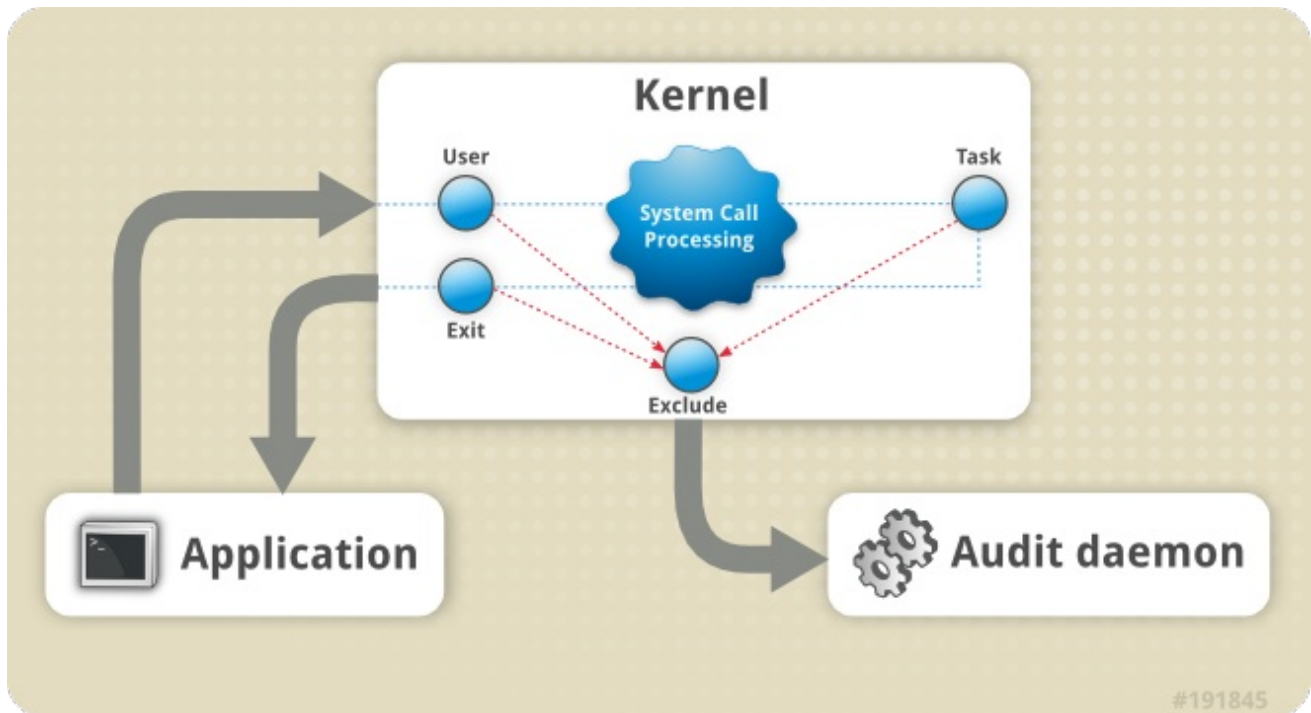 Kernel
User
Task
System Call
Processing
Exit
Exclude
>_
Application
Audit daemon
#191845